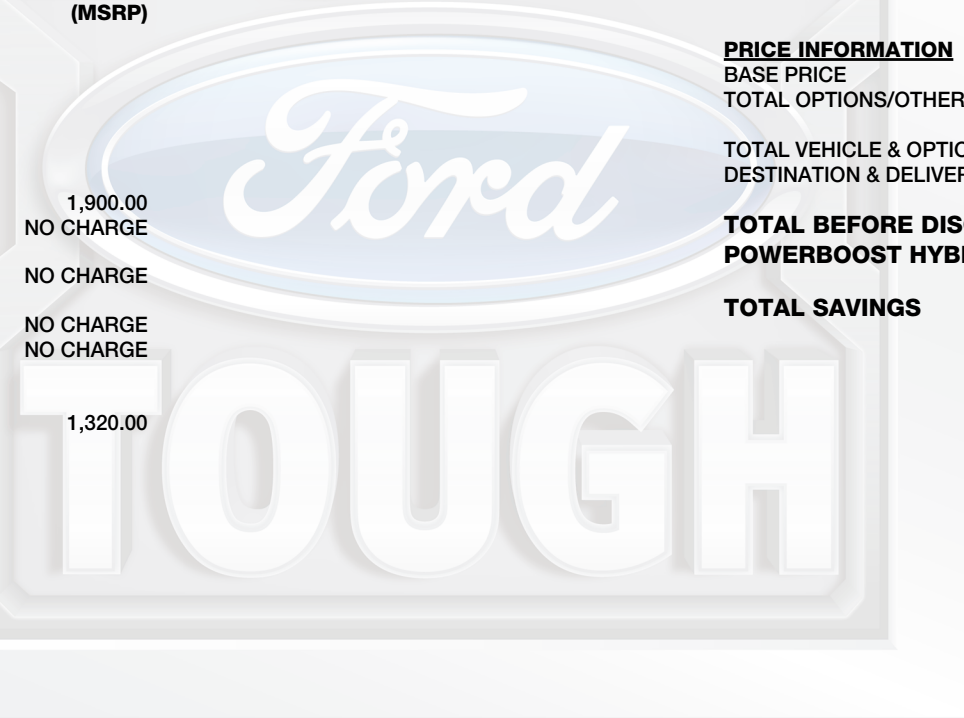 (MSRP)
1,900.00
NO CHARGE
NO CHARGE
NO CHARGE
NO CHARGE
1,320.00
PRICE INFORMATION
BASE PRICE
TOTAL OPTIONS/OTHER
TOTAL VEHICLE & OPTIO
DESTINATION & DELIVER
TOTAL BEFORE DIS
POWERBOOST HYB
TOTAL SAVINGS
Ford
TOUGH